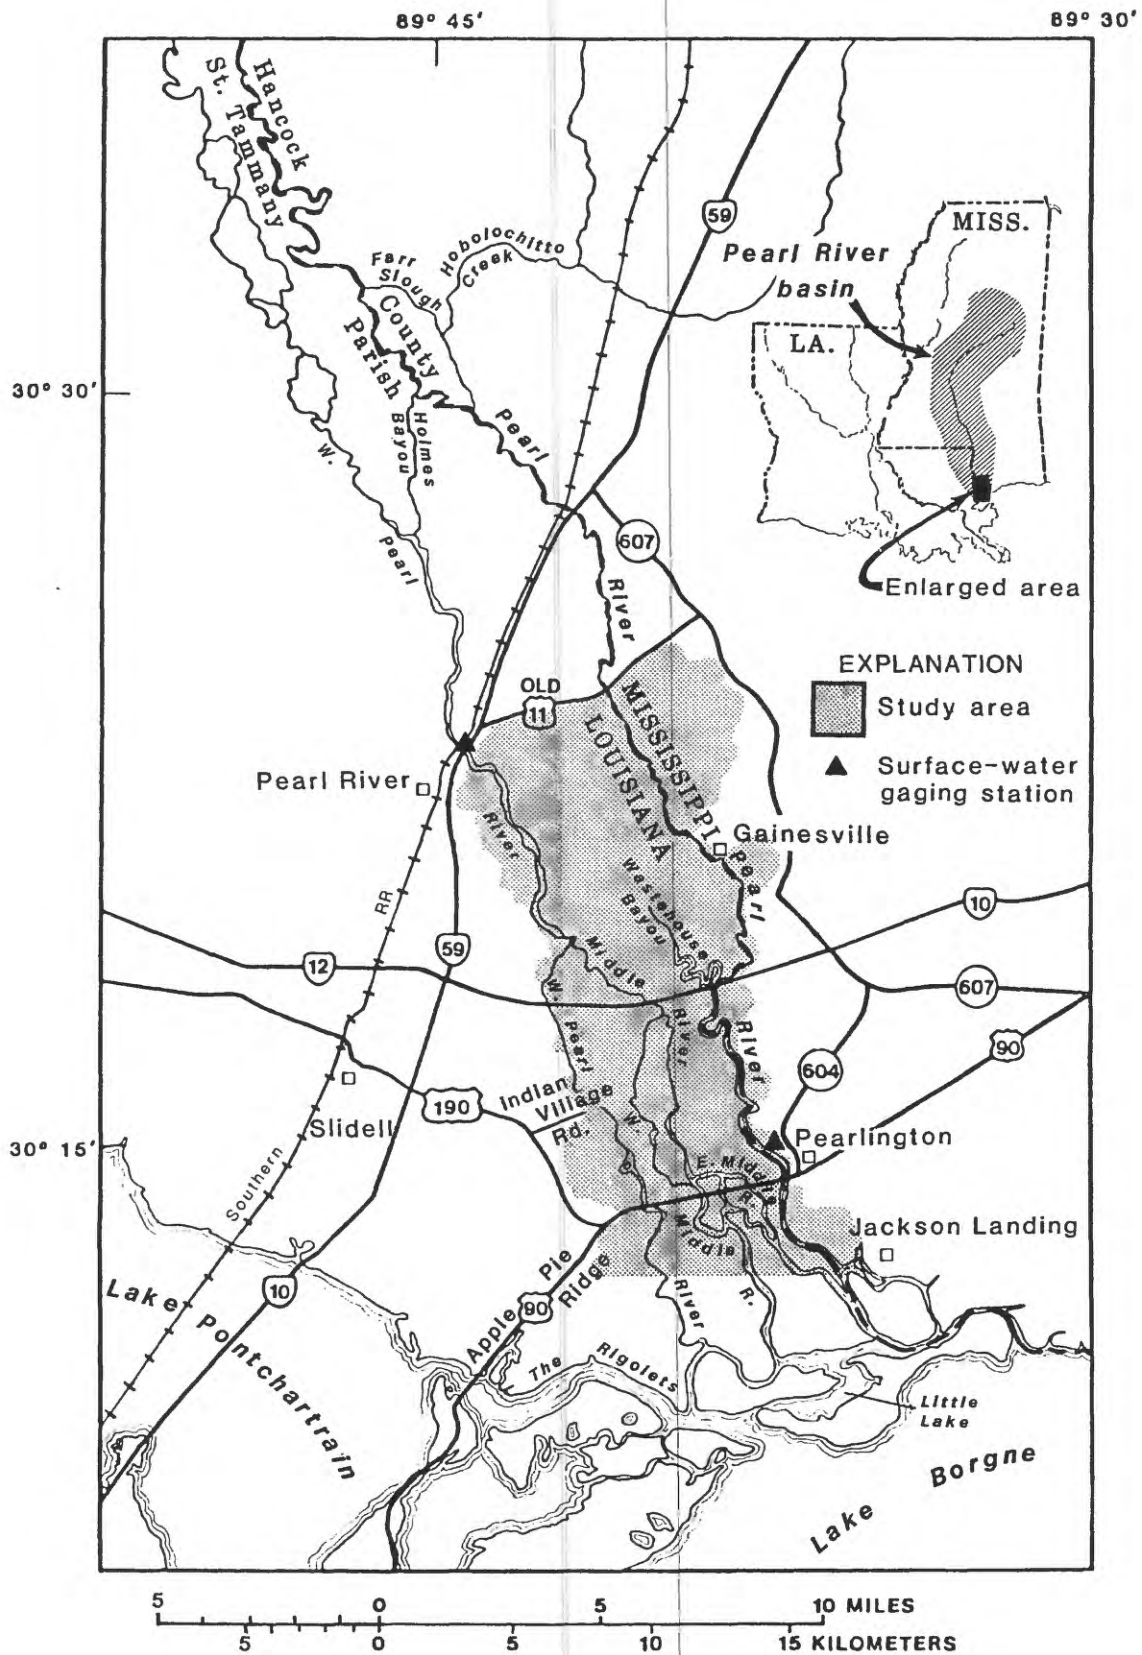 89° 45'
89° 30'
Hancock
St. Tammany
59
MISS.
Pearl River
basin
Hobolochitto
Creek
Farr
Slough
County
Parish
LA.
30° 30'
Holmes
Bayou
Pearl
W.
Pearl
607
River
Enlarged area
EXPLANATION
Study area
Surface-water
gaging station
OLD
11
MISSISSIPPI
LOUISIANA
Pearl River
River
Gainesville
Pearl
Wastehouse
Bayou
RR
10
59
12
Middle
River
607
W. Pearl
River
90
604
Indian
Village
Rd.
190
W.
Slidell
30° 15'
Pearlington
E. Middle
R.
Southern
Middle
R.
Jackson Landing
River
Lake Pontchartrain
10
Apple Pie
Ridge
90
The Rigolets
Little
Lake
Lake Borgne
5 0 5 10 MILES
5 0 5 10 15 KILOMETERS